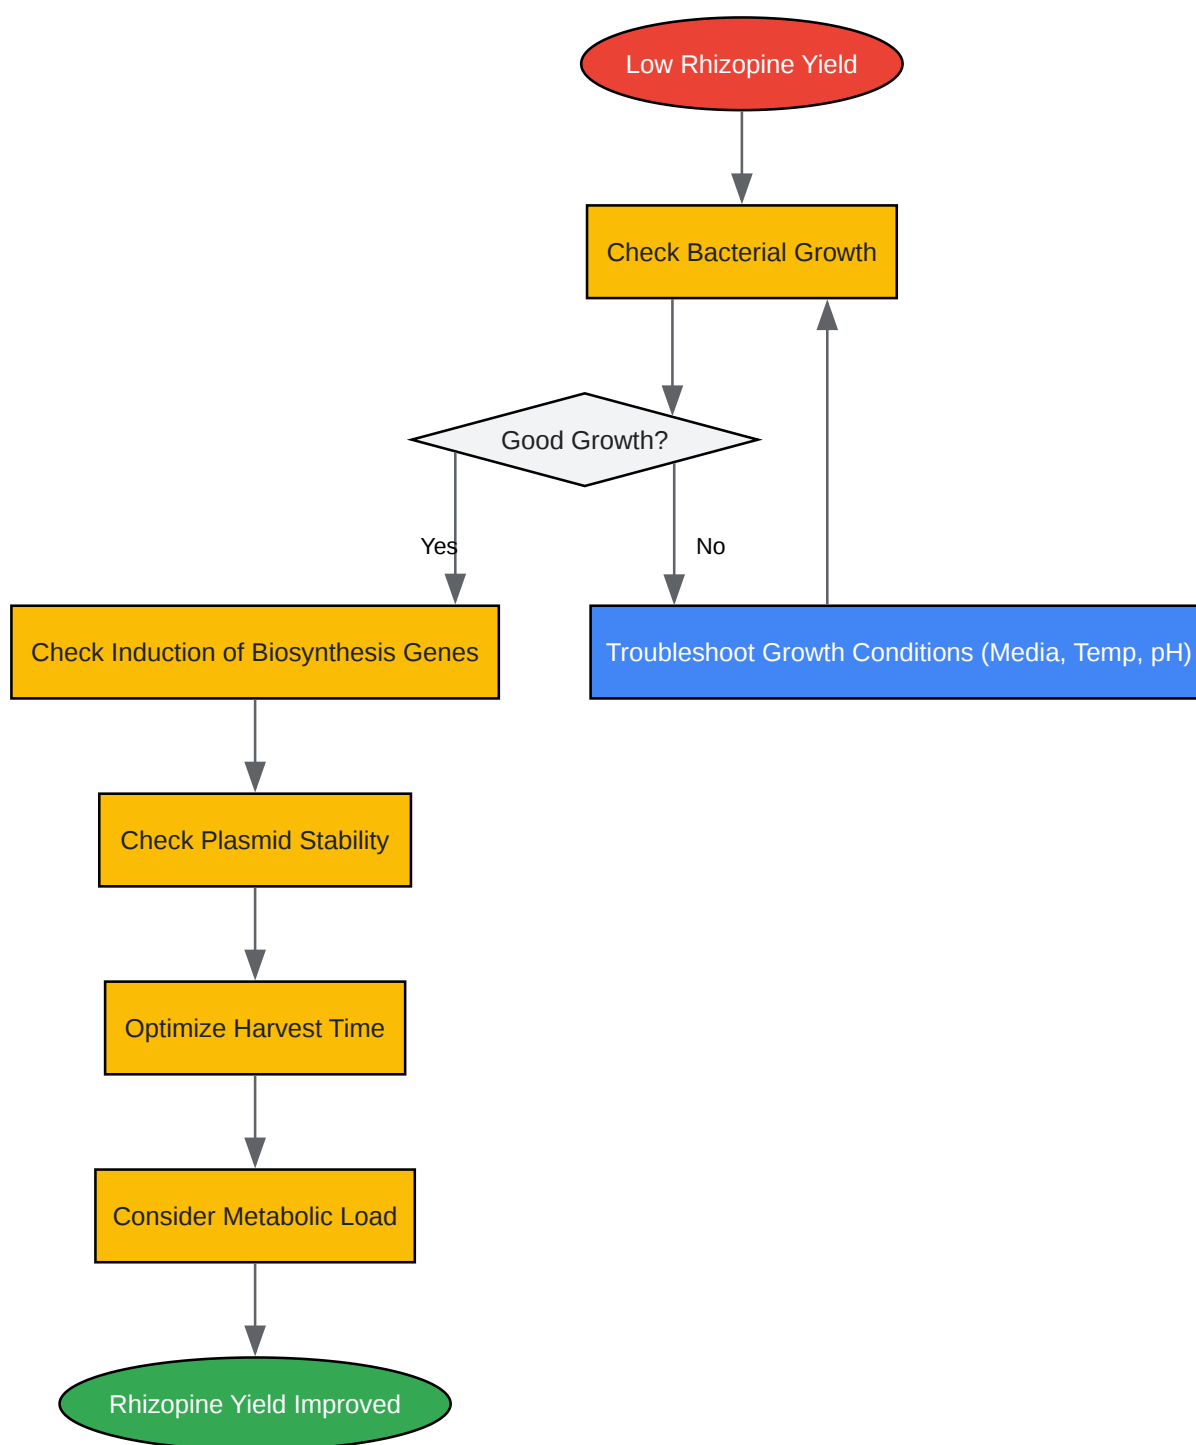 Low Rhizopine Yield
Check Bacterial Growth
Good Growth?
Yes
No
Check Induction of Biosynthesis Genes
Troubleshoot Growth Conditions (Media, Temp, pH)
Check Plasmid Stability
Optimize Harvest Time
Consider Metabolic Load
Rhizopine Yield Improved